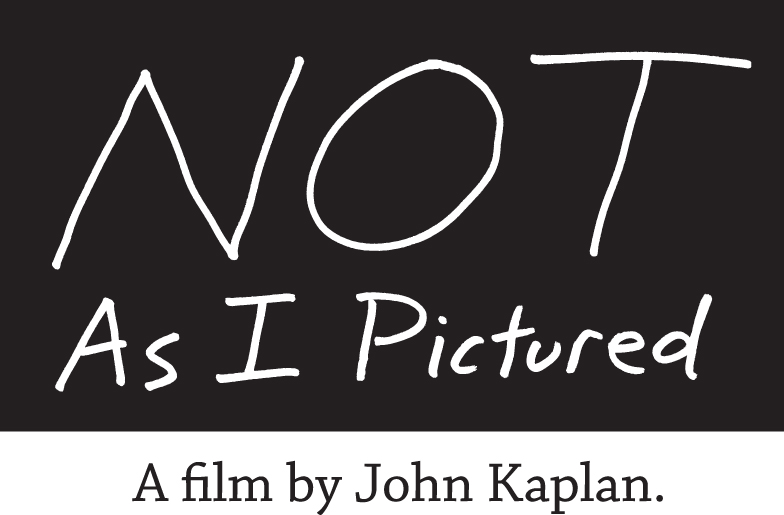 NOT
As I Pictured
A film by John Kaplan.